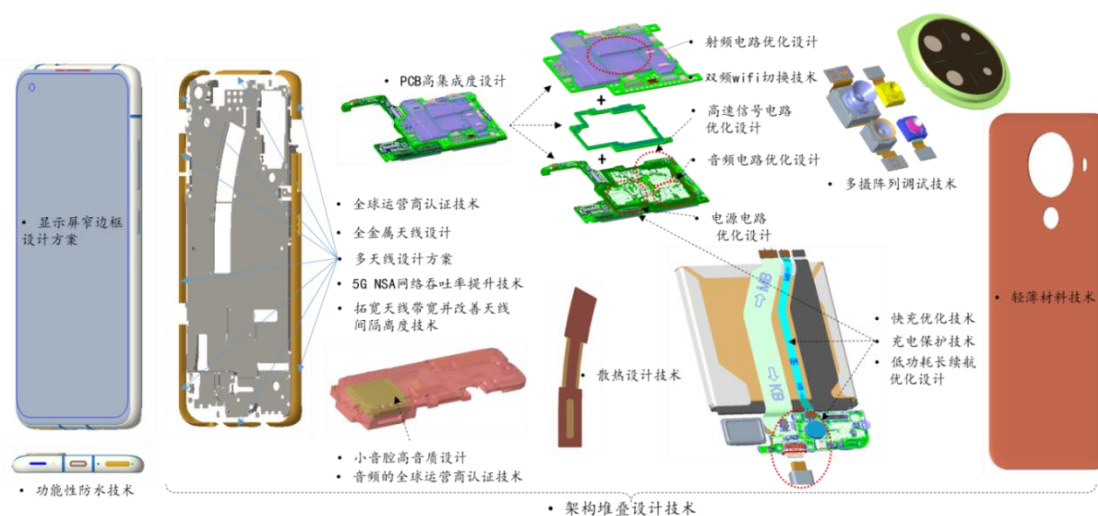 • 显示屏窄边框
设计方案
• 功能性防水技术
• PCB高集成度设计
• 全球运营商认证技术
• 全金属天线设计
• 多天线设计方案
• 5G NSA网络吞吐率提升技术
• 拓宽天线带宽并改善天线
间隔离度技术
• 小音腔高音质设计
• 音频的全球运营商认证技术
• 射频电路优化设计
双频wifi切换技术
+
• 高速信号电路
优化设计
+
• 音频电路优化设计
• 电源电路
优化设计
• 散热设计技术
• 多摄阵列调试技术
MB
KB
• 快充优化技术
• 充电保护技术
• 低功耗长续航
优化设计
• 轻薄材料技术
• 架构堆叠设计技术